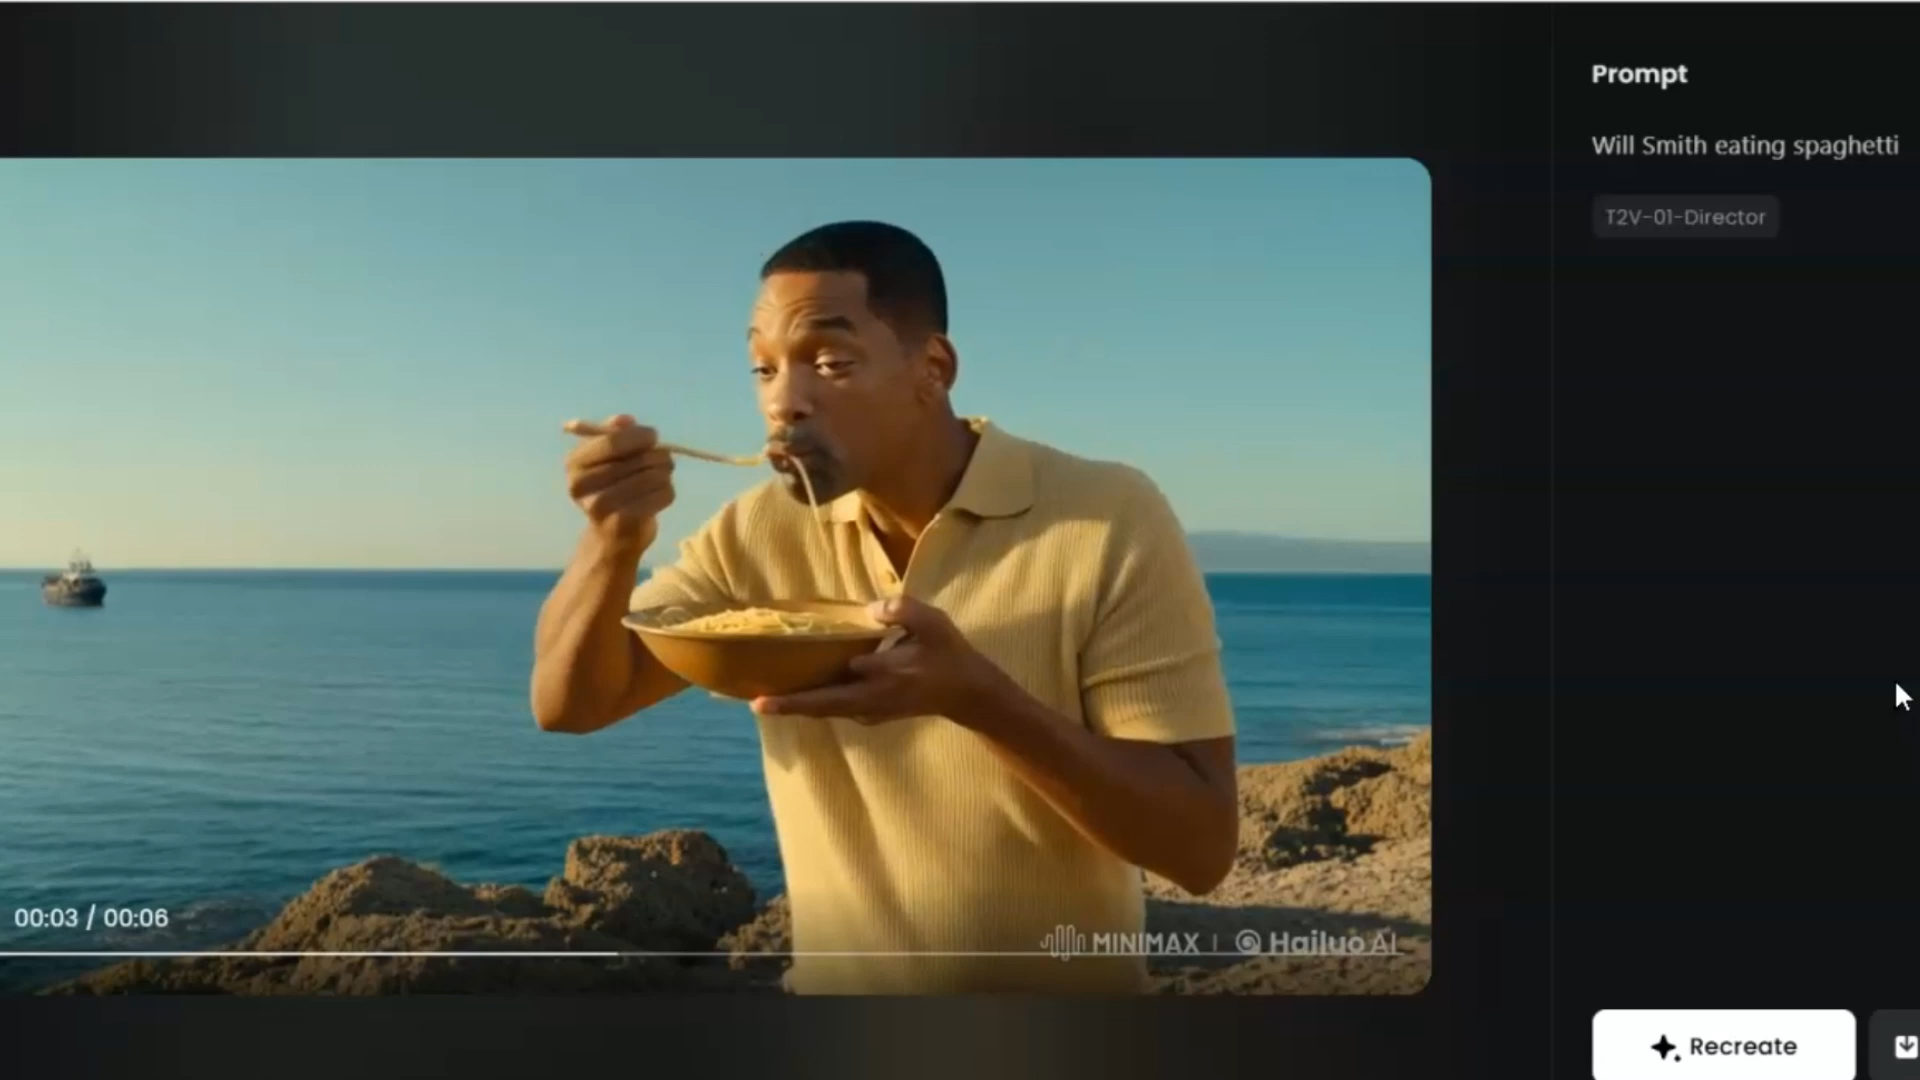 Prompt
Will Smith eating spaghetti
T2V-01-Director
00:03 / 00:06
MINIMAX | Hailuo AI
Recreate